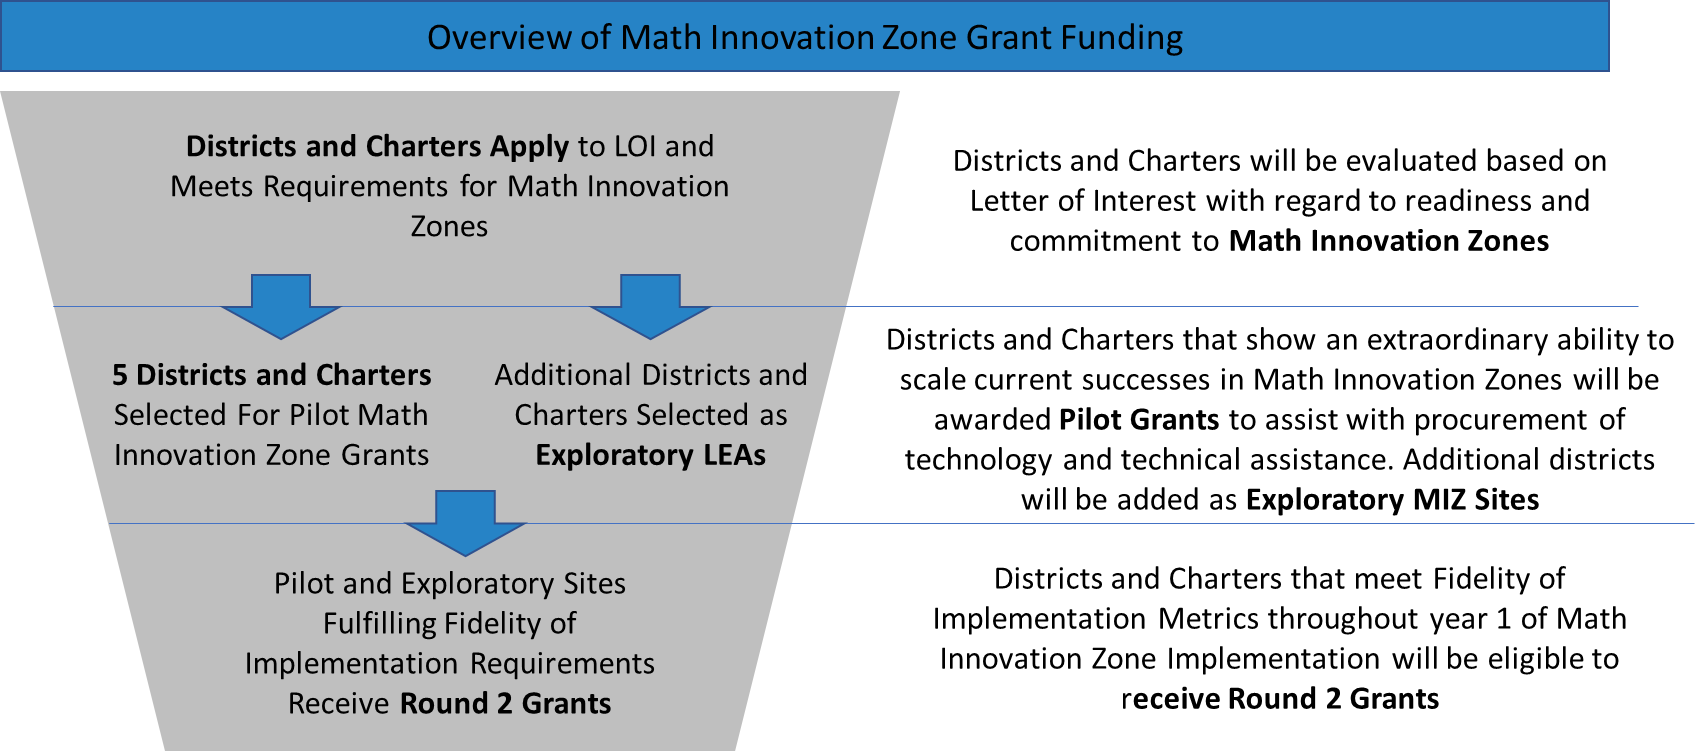 Overview of Math Innovation Zone Grant Funding
Districts and Charters Apply to LOI and
Meets Requirements for Math Innovation
Zones
Districts and Charters will be evaluated based on
Letter of Interest with regard to readiness and
commitment to Math Innovation Zones
5 Districts and Charters
Selected For Pilot Math
Innovation Zone Grants
Additional Districts and
Charters Selected as
Exploratory LEAs
Districts and Charters that show an extraordinary ability to
scale current successes in Math Innovation Zones will be
awarded Pilot Grants to assist with procurement of
technology and technical assistance. Additional districts
will be added as Exploratory MIZ Sites
Pilot and Exploratory Sites
Fulfilling Fidelity of
Implementation Requirements
Receive Round 2 Grants
Districts and Charters that meet Fidelity of
Implementation Metrics throughout year 1 of Math
Innovation Zone Implementation will be eligible to
receive Round 2 Grants